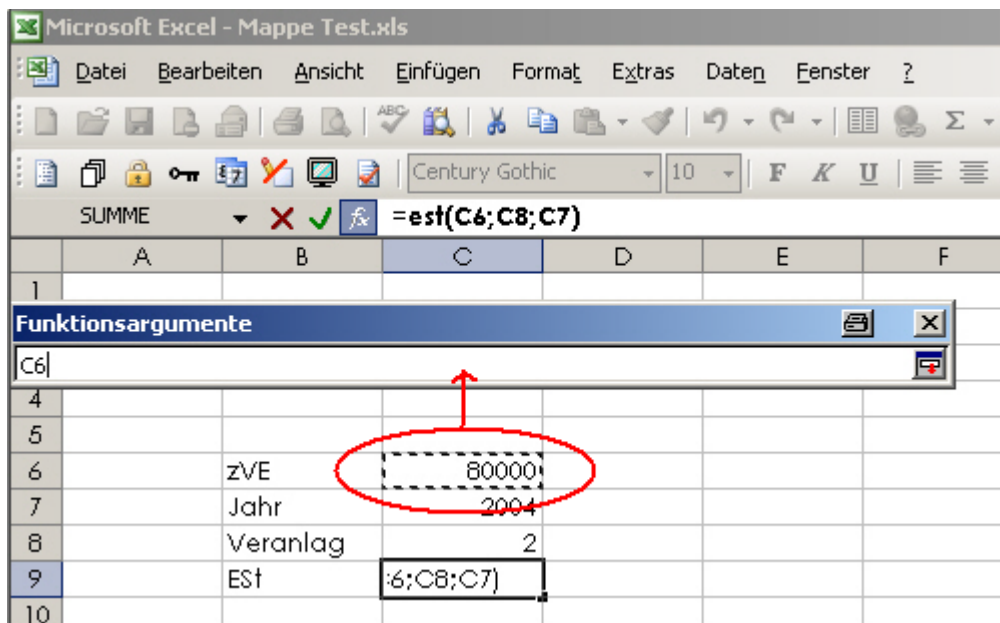 Microsoft Excel - Mappe Test.xls
Datei Bearbeiten Ansicht Einfügen Format Extras Daten Fenster ?
ABC Σ
Century Gothic 10 F K U
SUMME fx =est(C6;C8;C7)
A B C D E F
1
Funktionsargumente
C6
4
5
6 zVE 80000
7 Jahr 2004
8 Veranlag 2
9 ESt :6;C8;C7)
10